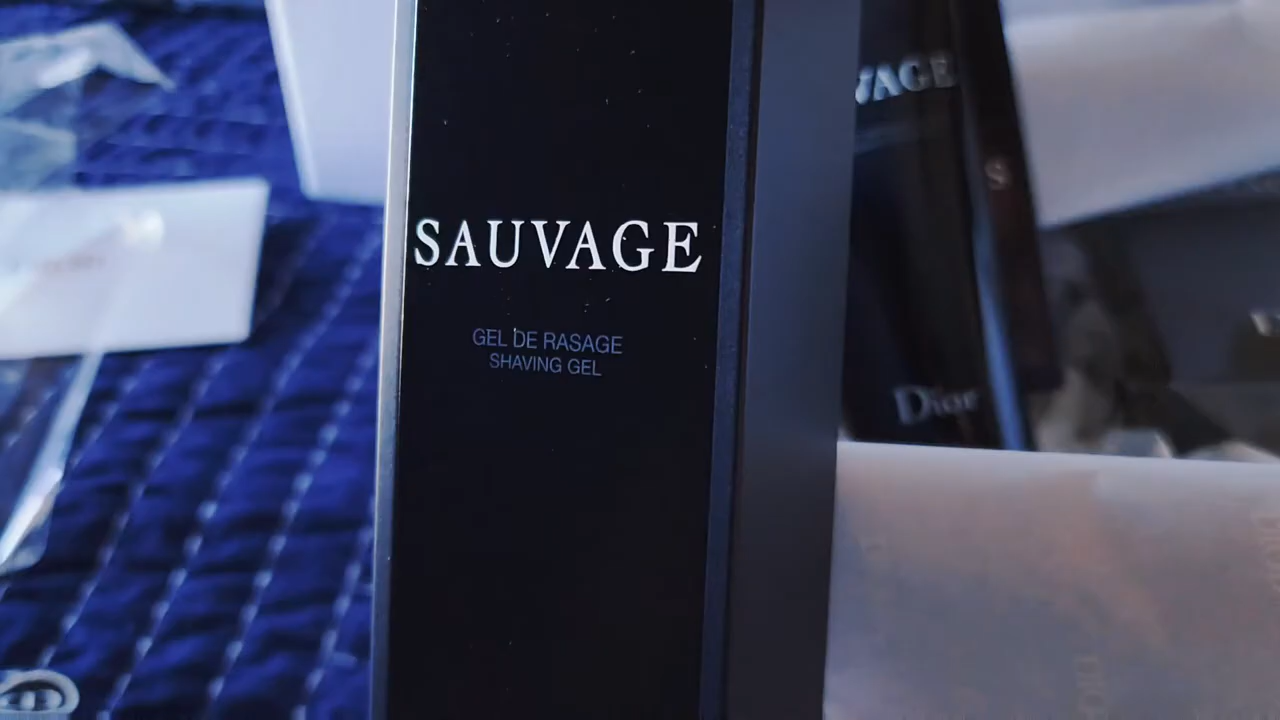 SAUVAGE
GEL DE RASAGE
SHAVING GEL
VAGE
S
Dior